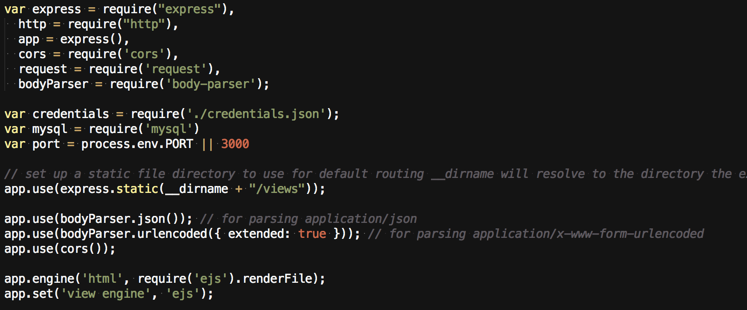 var express = require("express"),
http = require("http"),
app = express(),
cors = require('cors'),
request = require('request'),
bodyParser = require('body-parser');
var credentials = require('./credentials.json');
var mysql = require('mysql')
var port = process.env.PORT || 3000
// set up a static file directory to use for default routing __dirname will resolve to the directory the e
app.use(express.static(__dirname + "/views"));
app.use(bodyParser.json()); // for parsing application/json
app.use(bodyParser.urlencoded({ extended: true })); // for parsing application/x-www-form-urlencoded
app.use(cors());
app.engine('html', require('ejs').renderFile);
app.set('view engine', 'ejs');